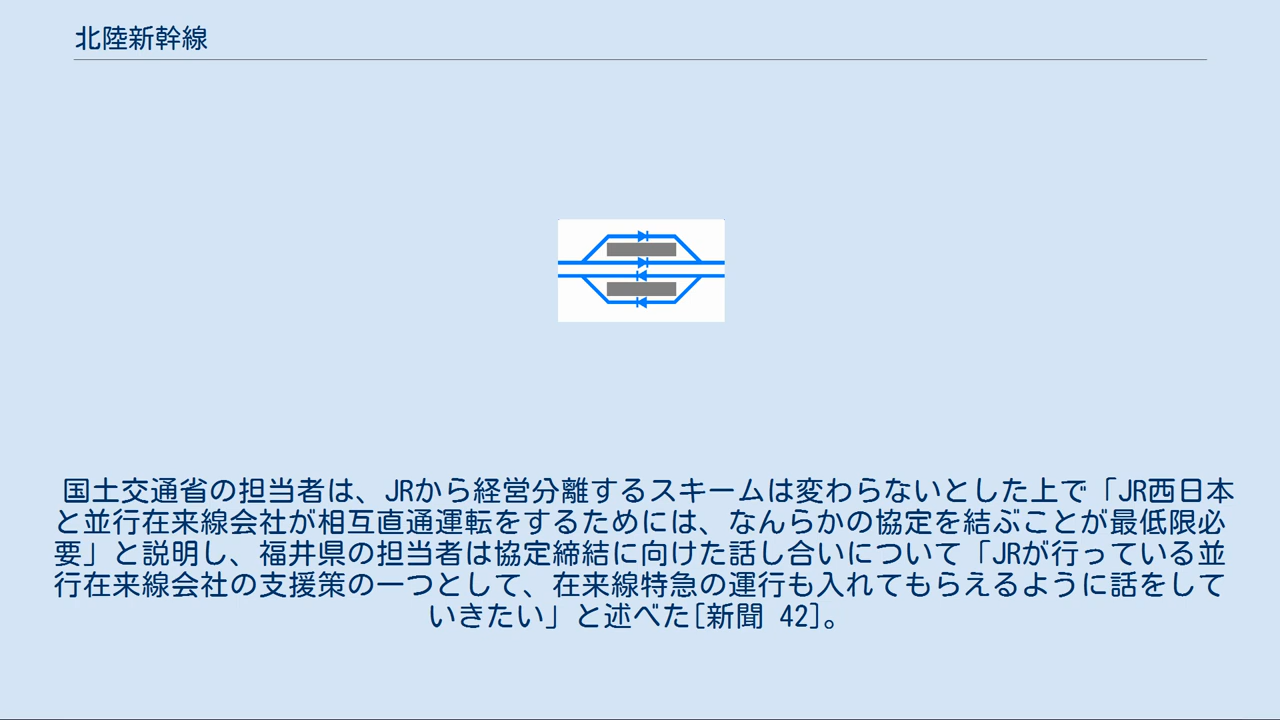 北陸新幹線
国土交通省の担当者は、JRから経営分離するスキームは変わらないとした上で「JR西日本
と並行在来線会社が相互直通運転をするためには、なんらかの協定を結ぶことが最低限必
要」と説明し、福井県の担当者は協定締結に向けた話し合いについて「JRが行っている並
行在来線会社の支援策の一つとして、在来線特急の運行も入れてもらえるように話をして
いきたい」と述べた[新聞 42]。